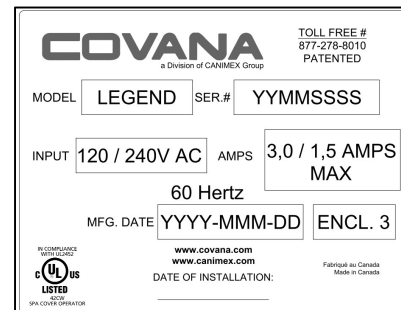 COVANA
a Division of CANIMEX Group
TOLL FREE #
877-278-8010
PATENTED
MODEL LEGEND SER.# YYMMSSSS
INPUT 120 / 240V AC AMPS 3,0 / 1,5 AMPS
MAX
60 Hertz
MFG. DATE YYYY-MMM-DD ENCL. 3
www.covana.com
www.canimex.com
DATE OF INSTALLATION:
IN COMPLIANCE
WITH UL2452
C UL US
LISTED
42CW
SPA COVER OPERATOR
Fabriqué au Canada
Made in Canada